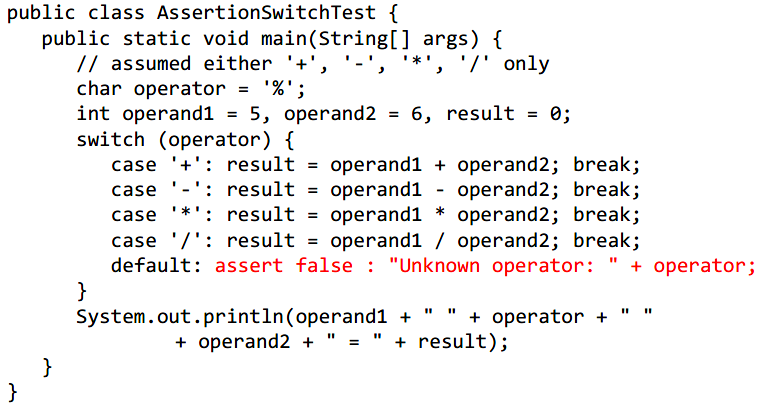 public class AssertionSwitchTest {
   public static void main(String[] args) {
      // assumed either '+', '-', '*', '/' only
      char operator = '%';
      int operand1 = 5, operand2 = 6, result = 0;
      switch (operator) {
         case '+': result = operand1 + operand2; break;
         case '-': result = operand1 - operand2; break;
         case '*': result = operand1 * operand2; break;
         case '/': result = operand1 / operand2; break;
         default: assert false : "Unknown operator: " + operator;
      }
      System.out.println(operand1 + " " + operator + " "
              + operand2 + " = " + result);
   }
}